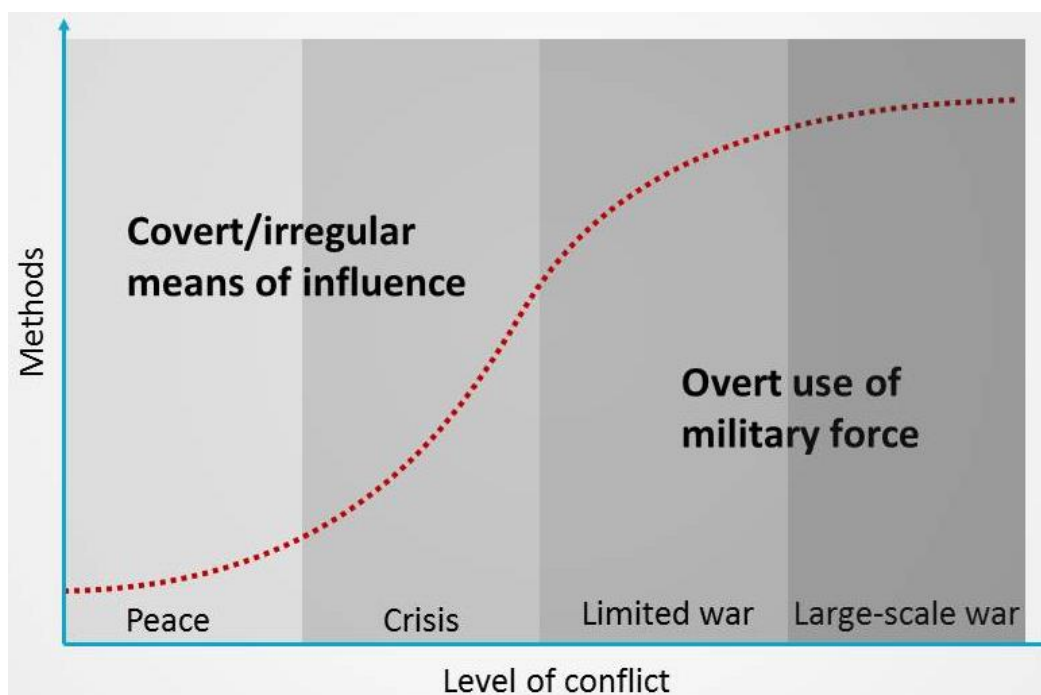 Covert/irregular
means of influence
Methods
Overt use of
military force
Peace
Crisis
Limited war
Large-scale war
Level of conflict